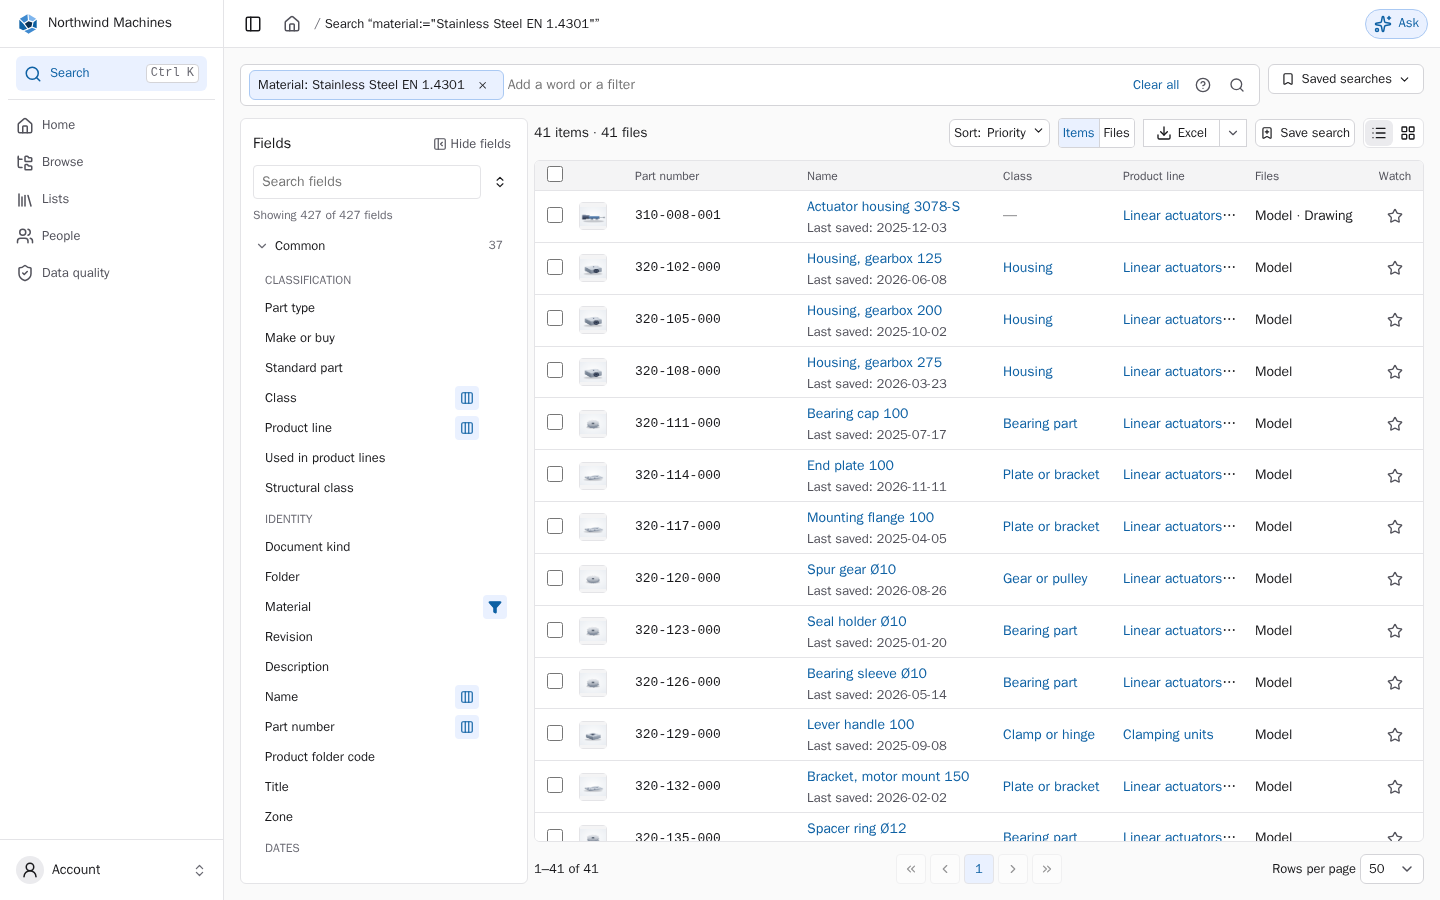 Northwind Machines
/ Search “material:="Stainless Steel EN 1.4301"”
Ask
Search Ctrl K
Home
Browse
Lists
People
Data quality
Account
Material: Stainless Steel EN 1.4301 × Add a word or a filter Clear all
Saved searches
Fields Hide fields
Search fields
Showing 427 of 427 fields
Common 37
CLASSIFICATION
Part type
Make or buy
Standard part
Class
Product line
Used in product lines
Structural class
IDENTITY
Document kind
Folder
Material
Revision
Description
Name
Part number
Product folder code
Title
Zone
DATES
41 items · 41 files
Sort: Priority
Items Files
Excel
Save search
Part number Name Class Product line Files Watch
310-008-001 Actuator housing 3078-S — Linear actuators… Model · Drawing
Last saved: 2025-12-03
320-102-000 Housing, gearbox 125 Housing Linear actuators… Model
Last saved: 2026-06-08
320-105-000 Housing, gearbox 200 Housing Linear actuators… Model
Last saved: 2025-10-02
320-108-000 Housing, gearbox 275 Housing Linear actuators… Model
Last saved: 2026-03-23
320-111-000 Bearing cap 100 Bearing part Linear actuators… Model
Last saved: 2025-07-17
320-114-000 End plate 100 Plate or bracket Linear actuators… Model
Last saved: 2026-11-11
320-117-000 Mounting flange 100 Plate or bracket Linear actuators… Model
Last saved: 2025-04-05
320-120-000 Spur gear Ø10 Gear or pulley Linear actuators… Model
Last saved: 2026-08-26
320-123-000 Seal holder Ø10 Bearing part Linear actuators… Model
Last saved: 2025-01-20
320-126-000 Bearing sleeve Ø10 Bearing part Linear actuators… Model
Last saved: 2026-05-14
320-129-000 Lever handle 100 Clamp or hinge Clamping units Model
Last saved: 2025-09-08
320-132-000 Bracket, motor mount 150 Plate or bracket Linear actuators… Model
Last saved: 2026-02-02
320-135-000 Spacer ring Ø12 Bearing part Linear actuators… Model
1–41 of 41
« ‹ 1 › »
Rows per page 50